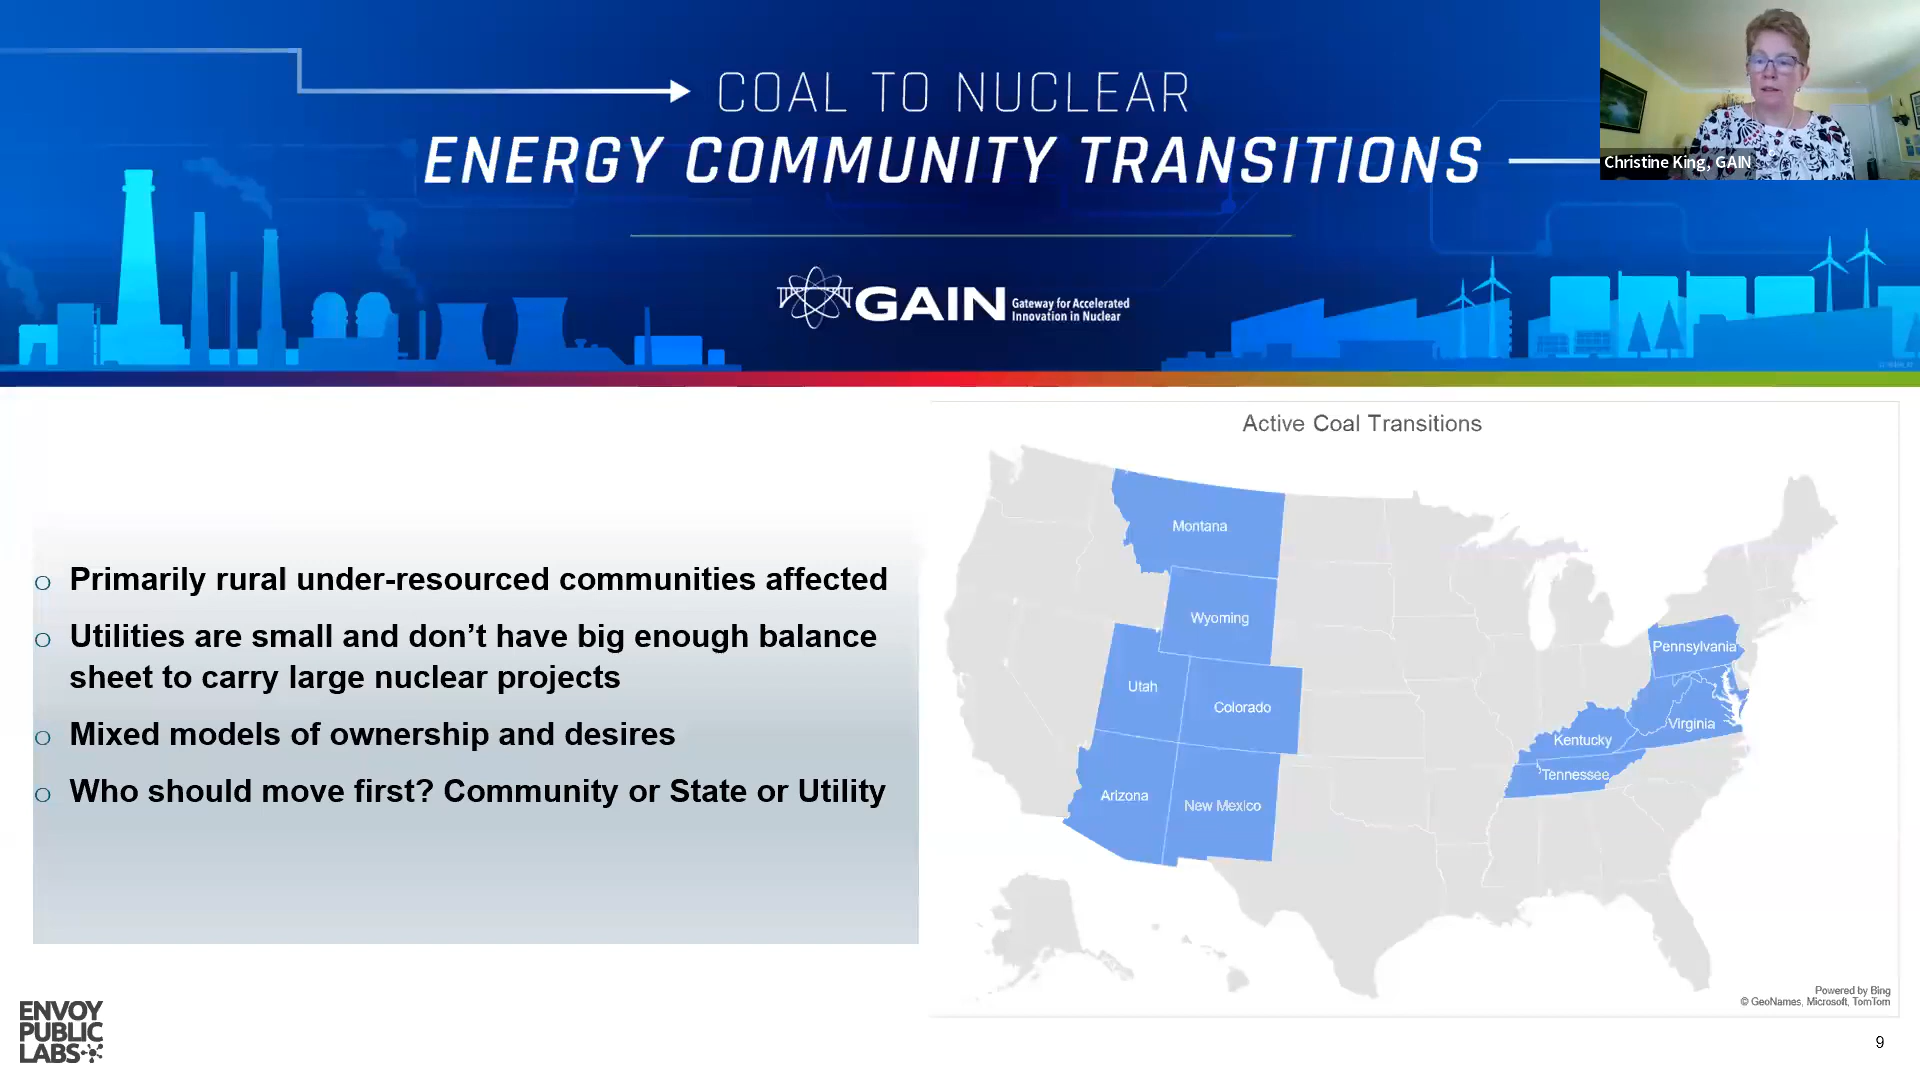 COAL TO NUCLEAR
ENERGY COMMUNITY TRANSITIONS
Christine King, GAIN
GAIN Gateway for Accelerated
Innovation in Nuclear
Active Coal Transitions
Montana
Wyoming
Utah
Colorado
Arizona
New Mexico
Pennsylvania
Virginia
Kentucky
Tennessee
o Primarily rural under-resourced communities affected
o Utilities are small and don’t have big enough balance
sheet to carry large nuclear projects
o Mixed models of ownership and desires
o Who should move first? Community or State or Utility
Powered by Bing
© GeoNames, Microsoft, TomTom
ENVOY
PUBLIC
LABS
9